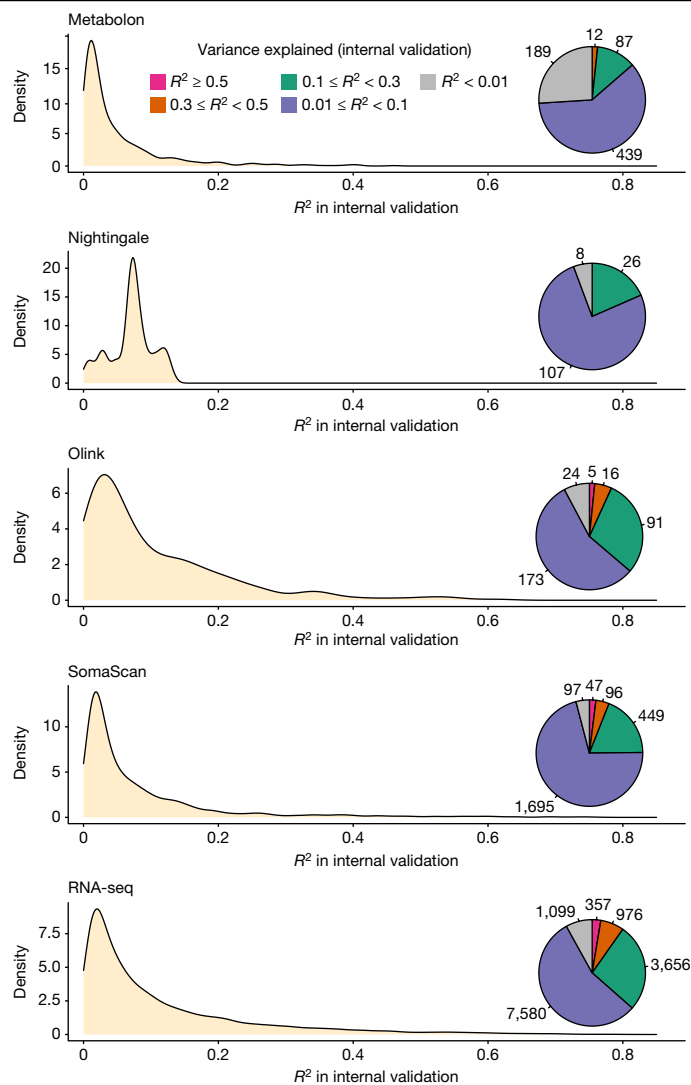 Metabolon
Variance explained (internal validation)
R² ≥ 0.5
0.1 ≤ R² < 0.3
R² < 0.01
0.3 ≤ R² < 0.5
0.01 ≤ R² < 0.1
12
87
189
439
Density
15
10
5
0
0 0.2 0.4 0.6 0.8
R² in internal validation
Nightingale
8
26
107
Density
20
15
10
5
0
0 0.2 0.4 0.6 0.8
R² in internal validation
Olink
24 5 16
91
173
Density
6
4
2
0
0 0.2 0.4 0.6 0.8
R² in internal validation
SomaScan
97 47 96
449
1,695
Density
10
5
0
0 0.2 0.4 0.6 0.8
R² in internal validation
RNA-seq
1,099 357 976
3,656
7,580
Density
7.5
5.0
2.5
0
0 0.2 0.4 0.6 0.8
R² in internal validation